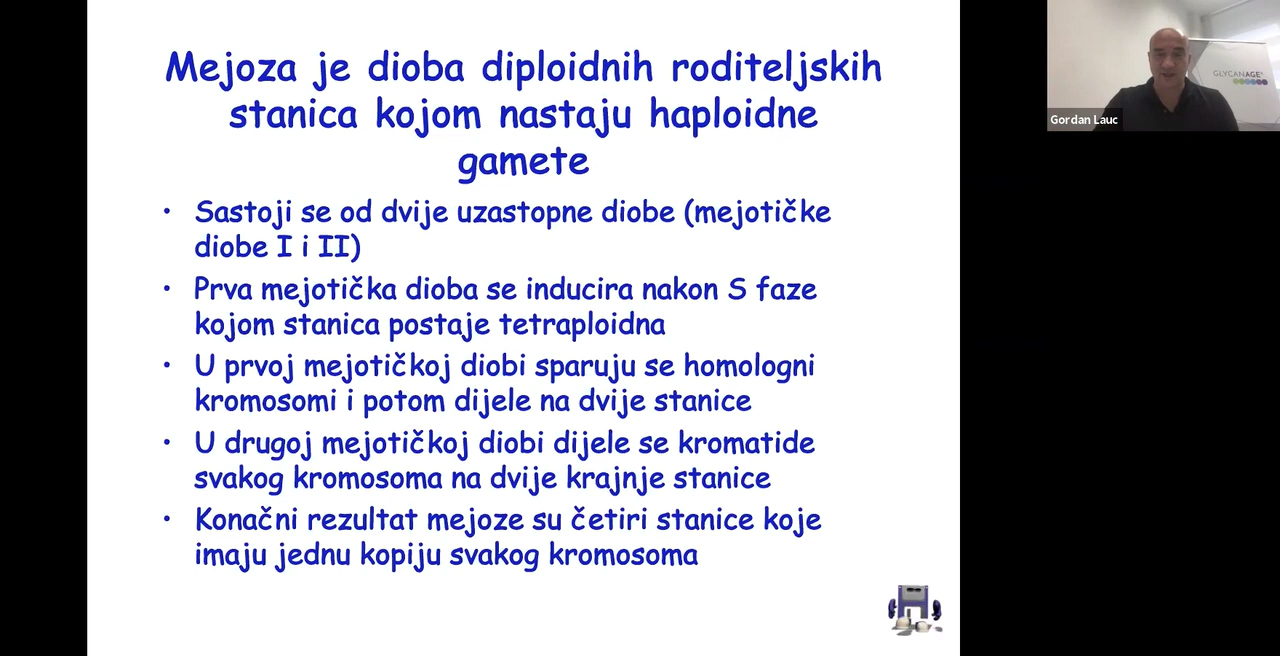 Mejoza je dioba diploidnih roditeljskih
stanica kojom nastaju haploidne
gamete
• Sastoji se od dvije uzastopne diobe (mejotičke
diobe I i II)
• Prva mejotička dioba se inducira nakon S faze
kojom stanica postaje tetraploidna
• U prvoj mejotičkoj diobi sparuju se homologni
kromosomi i potom dijele na dvije stanice
• U drugoj mejotičkoj diobi dijele se kromatide
svakog kromosoma na dvije krajnje stanice
• Konačni rezultat mejoze su četiri stanice koje
imaju jednu kopiju svakog kromosoma
GLYCANAGE
Gordan Lauc